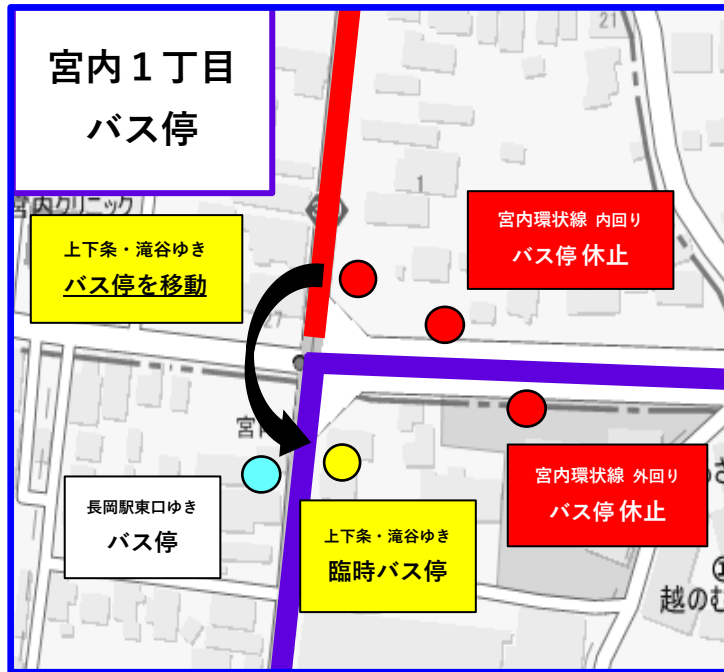 宮内１丁目
バス停
21
宮内クリニック
1
宮内環状線 内回り
バス停 休止
上下条・滝谷ゆき
バス停を移動
27
宮内環状線 外回り
バス停 休止
長岡駅東口ゆき
バス停
上下条・滝谷ゆき
臨時バス停
越のむ